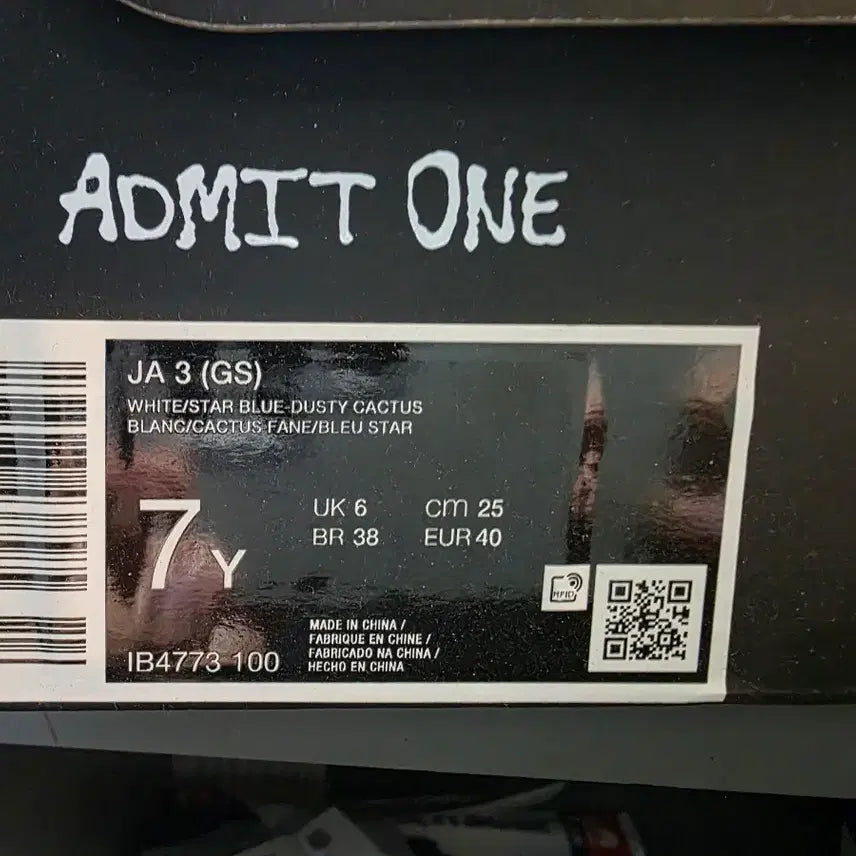 ADMIT ONE
JA 3 (GS)
WHITE/STAR BLUE-DUSTY CACTUS
BLANC/CACTUS FANE/BLEU STAR
7 Y
UK 6 cm 25
BR 38 EUR 40
RFID
IB4773 100
MADE IN CHINA /
FABRIQUE EN CHINE /
FABRICADO NA CHINA /
HECHO EN CHINA